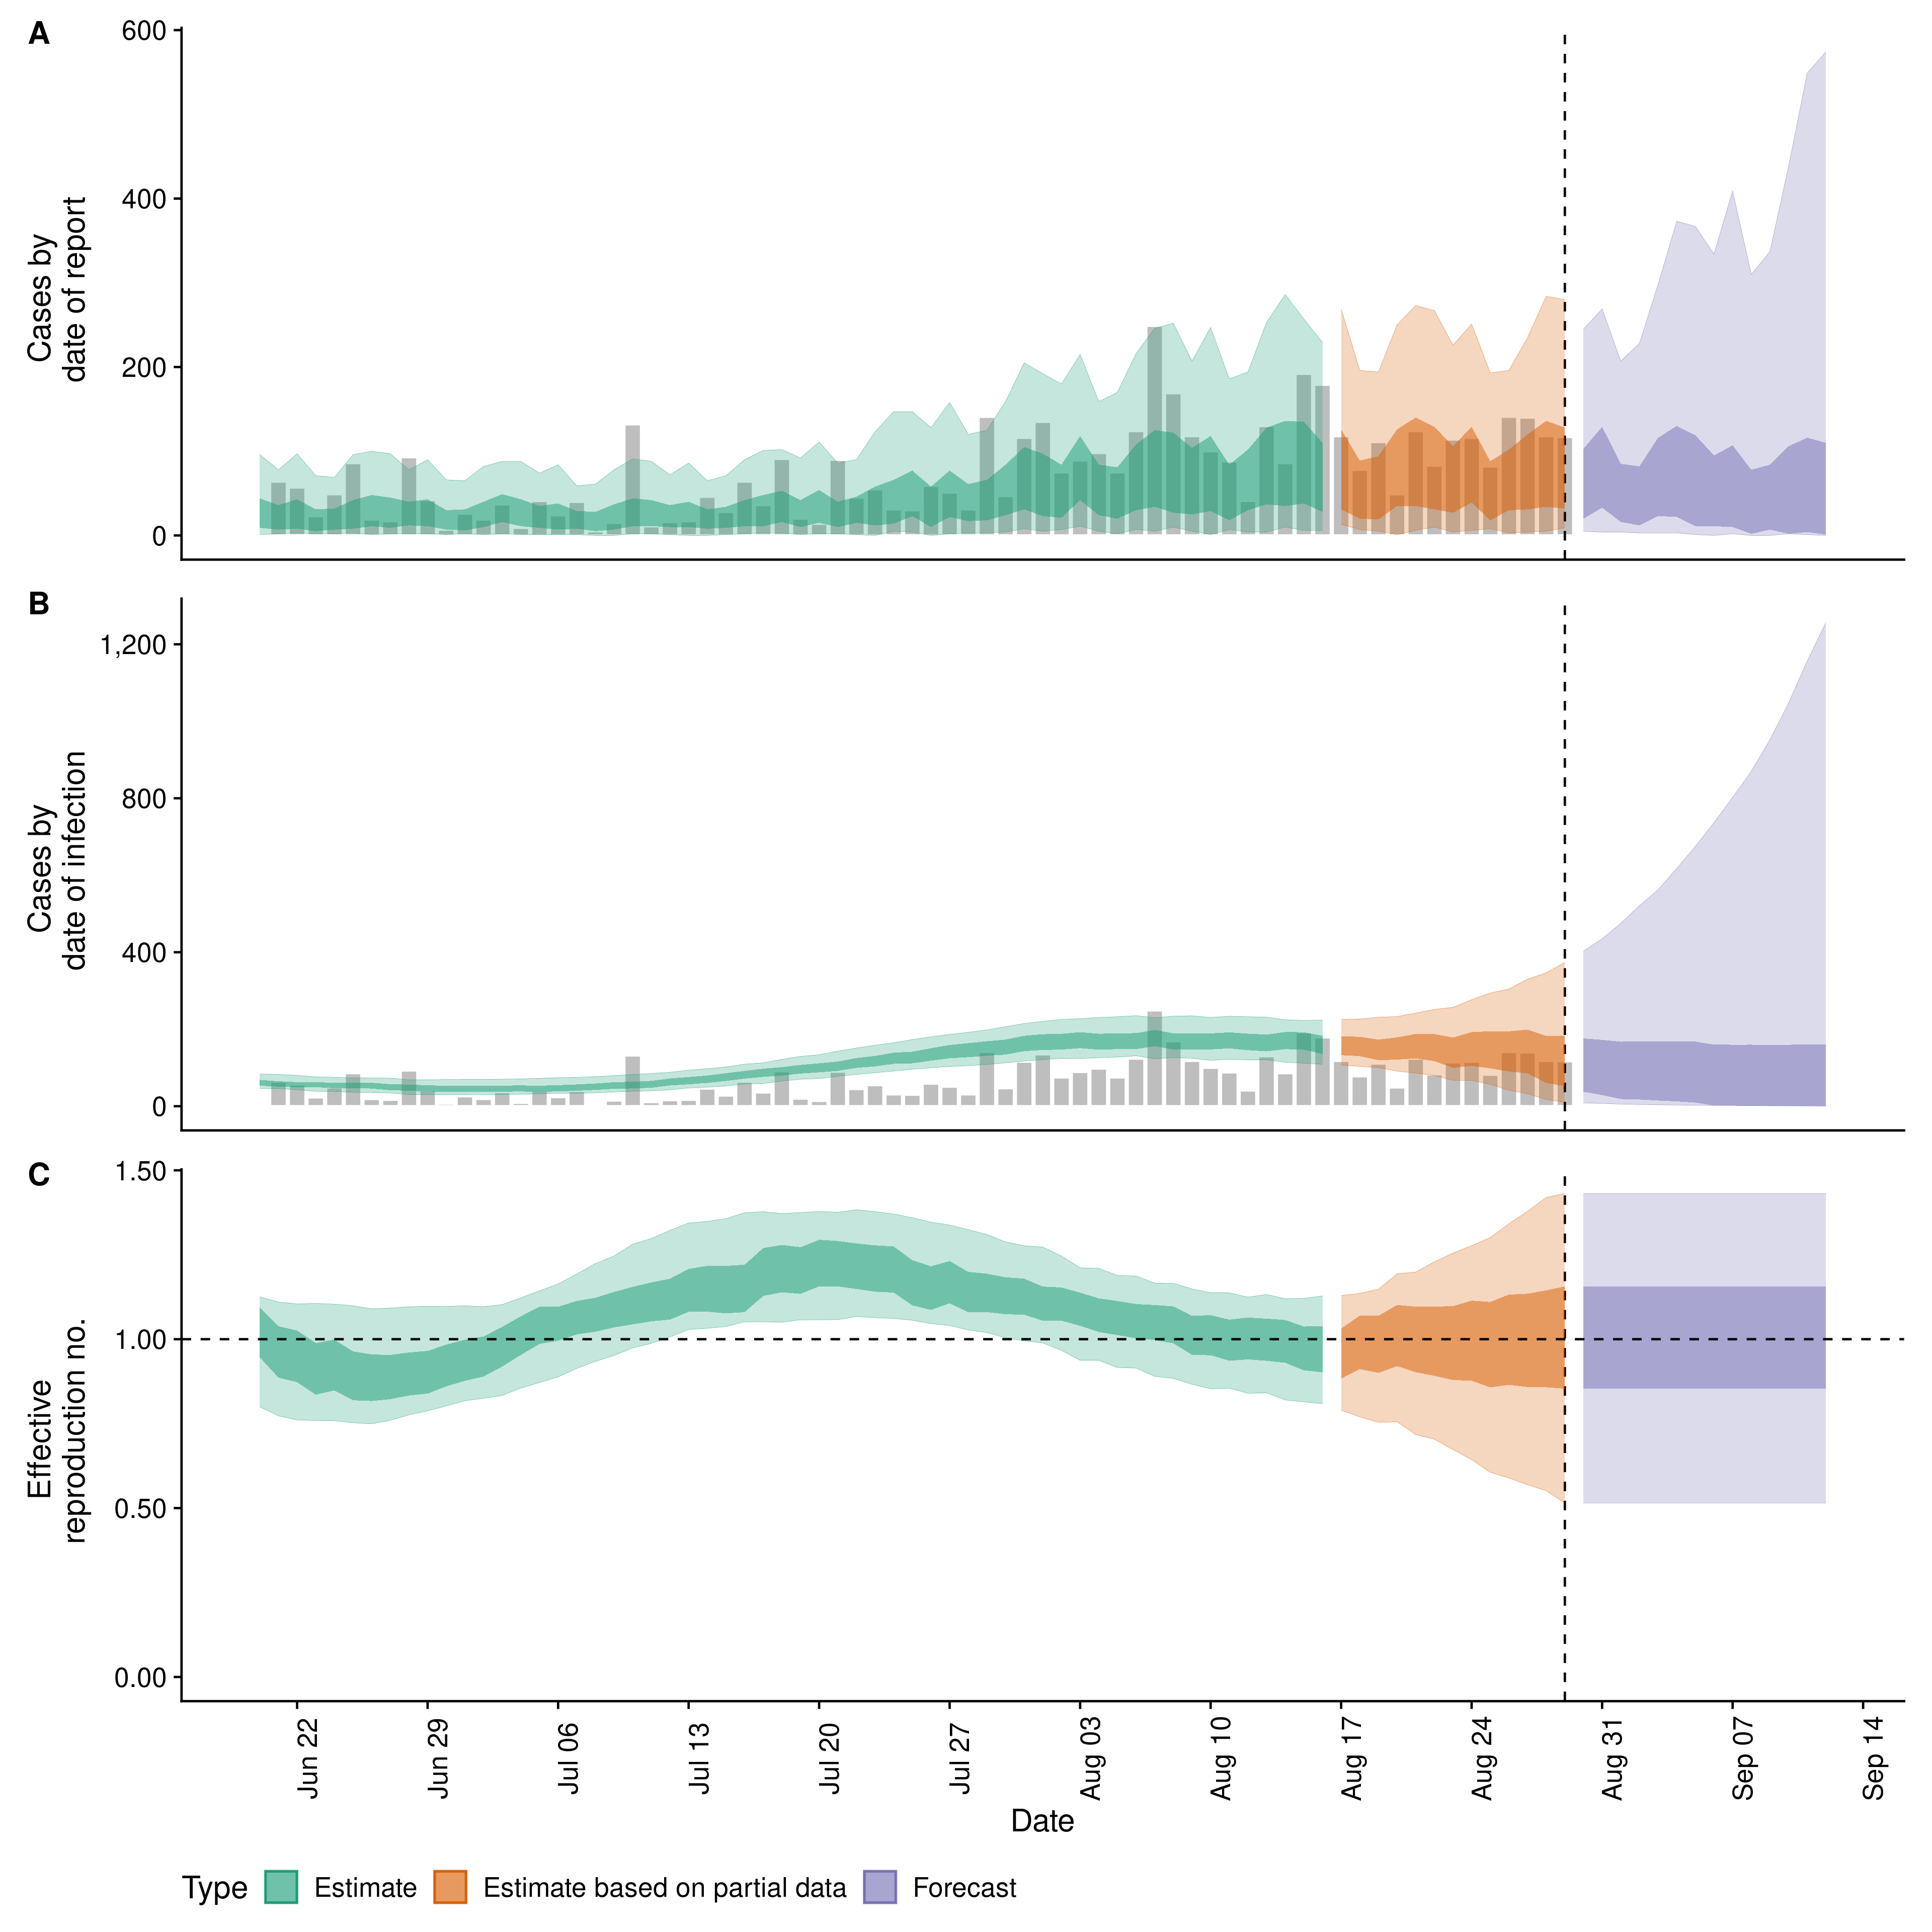 A
Cases by
date of report
600
400
200
0
B
Cases by
date of infection
1,200
800
400
0
C
Effective
reproduction no.
1.50
1.00
0.50
0.00
Jun 22
Jun 29
Jul 06
Jul 13
Jul 20
Jul 27
Aug 03
Aug 10
Aug 17
Aug 24
Aug 31
Sep 07
Sep 14
Date
Type Estimate Estimate based on partial data Forecast